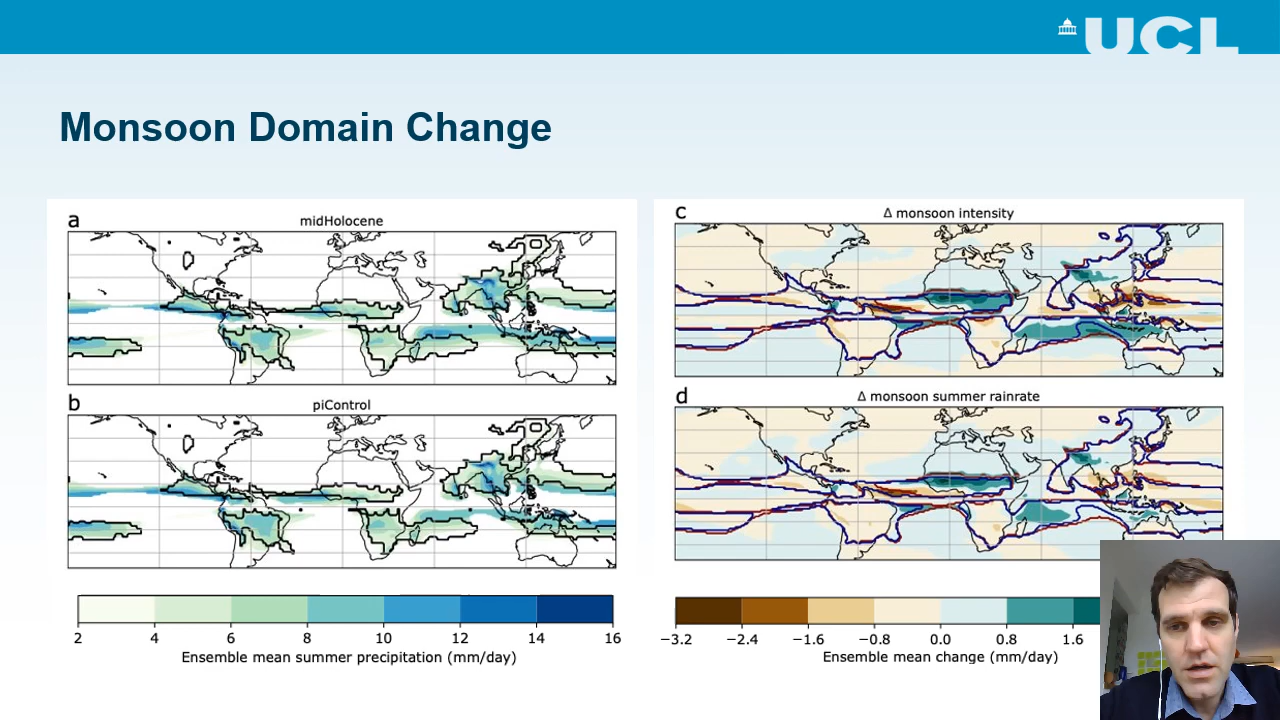 UCL
Monsoon Domain Change
a
midHolocene
b
piControl
2 4 6 8 10 12 14 16
Ensemble mean summer precipitation (mm/day)
c
Δ monsoon intensity
d
Δ monsoon summer rainrate
−3.2 −2.4 −1.6 −0.8 0.0 0.8 1.6
Ensemble mean change (mm/day)